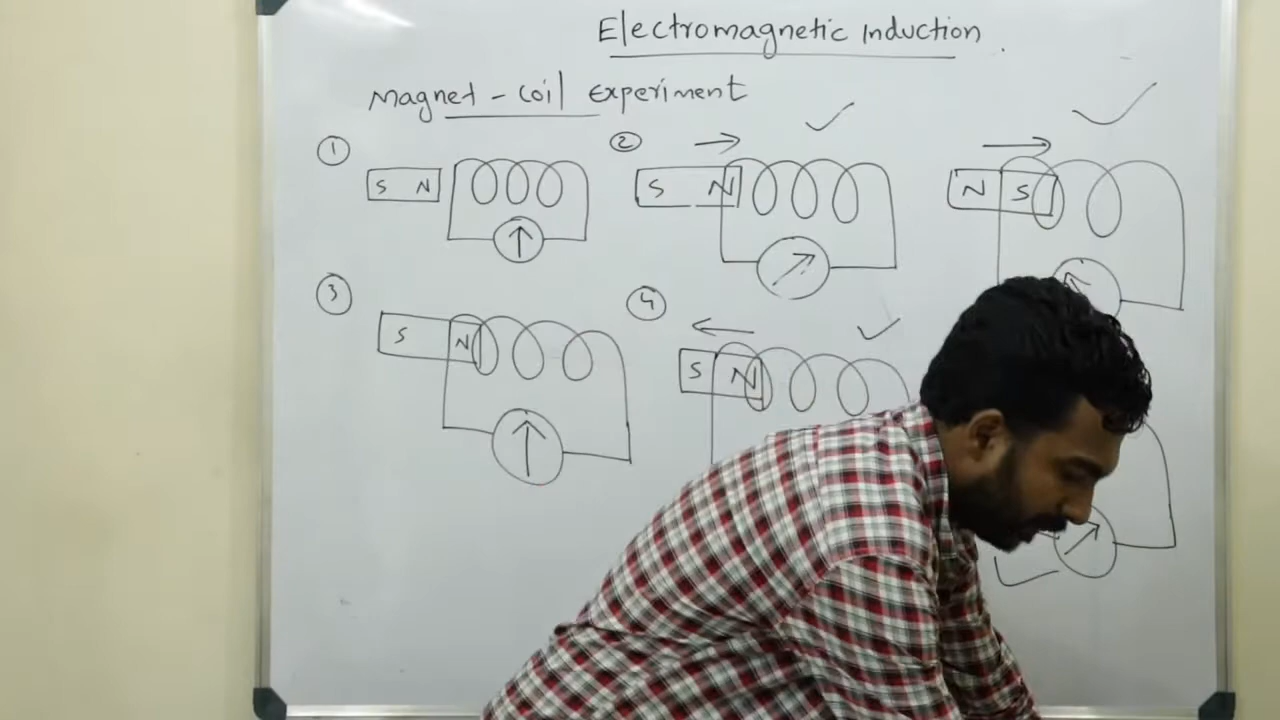 Electromagnetic Induction
Magnet - coil experiment
1
S N
2
S N
N S
3
S N
4
S N